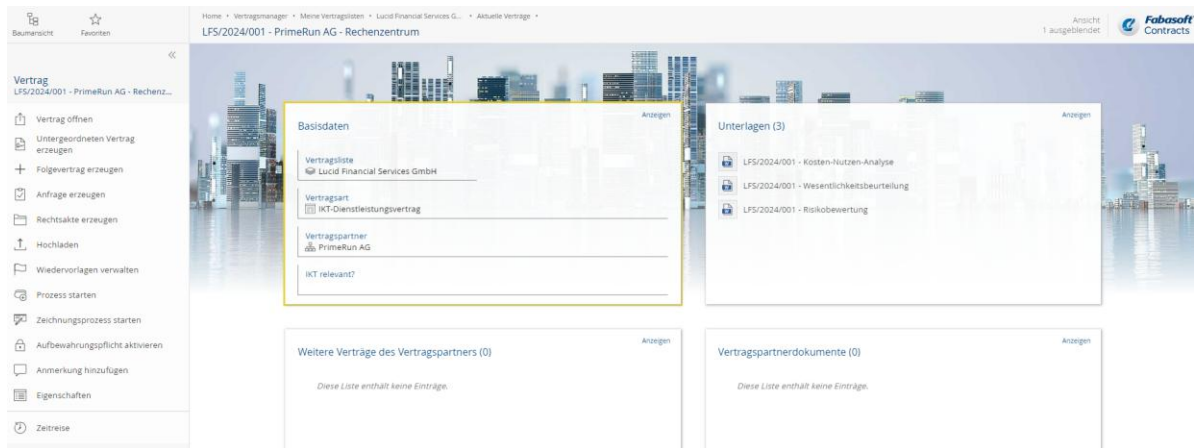 Baumansicht
Favoriten
Home • Vertragsmanager • Meine Vertragslisten • Lucid Financial Services G... • Aktuelle Verträge •
LFS/2024/001 - PrimeRun AG - Rechenzentrum
Ansicht
1 ausgeblendet
Fabasoft
Contracts
Vertrag
LFS/2024/001 - PrimeRun AG - Rechenz...
Vertrag öffnen
Untergeordneten Vertrag
erzeugen
Folgevertrag erzeugen
Anfrage erzeugen
Rechtsakte erzeugen
Hochladen
Wiedervorlagen verwalten
Prozess starten
Zeichnungsprozess starten
Aufbewahrungspflicht aktivieren
Anmerkung hinzufügen
Eigenschaften
Zeitreise
Basisdaten
Anzeigen
Vertragsliste
Lucid Financial Services GmbH
Vertragsart
IKT-Dienstleistungsvertrag
Vertragspartner
PrimeRun AG
IKT relevant?
Unterlagen (3)
Anzeigen
LFS/2024/001 - Kosten-Nutzen-Analyse
LFS/2024/001 - Wesentlichkeitsbeurteilung
LFS/2024/001 - Risikobewertung
Weitere Verträge des Vertragspartners (0)
Anzeigen
Diese Liste enthält keine Einträge.
Vertragspartnerdokumente (0)
Anzeigen
Diese Liste enthält keine Einträge.